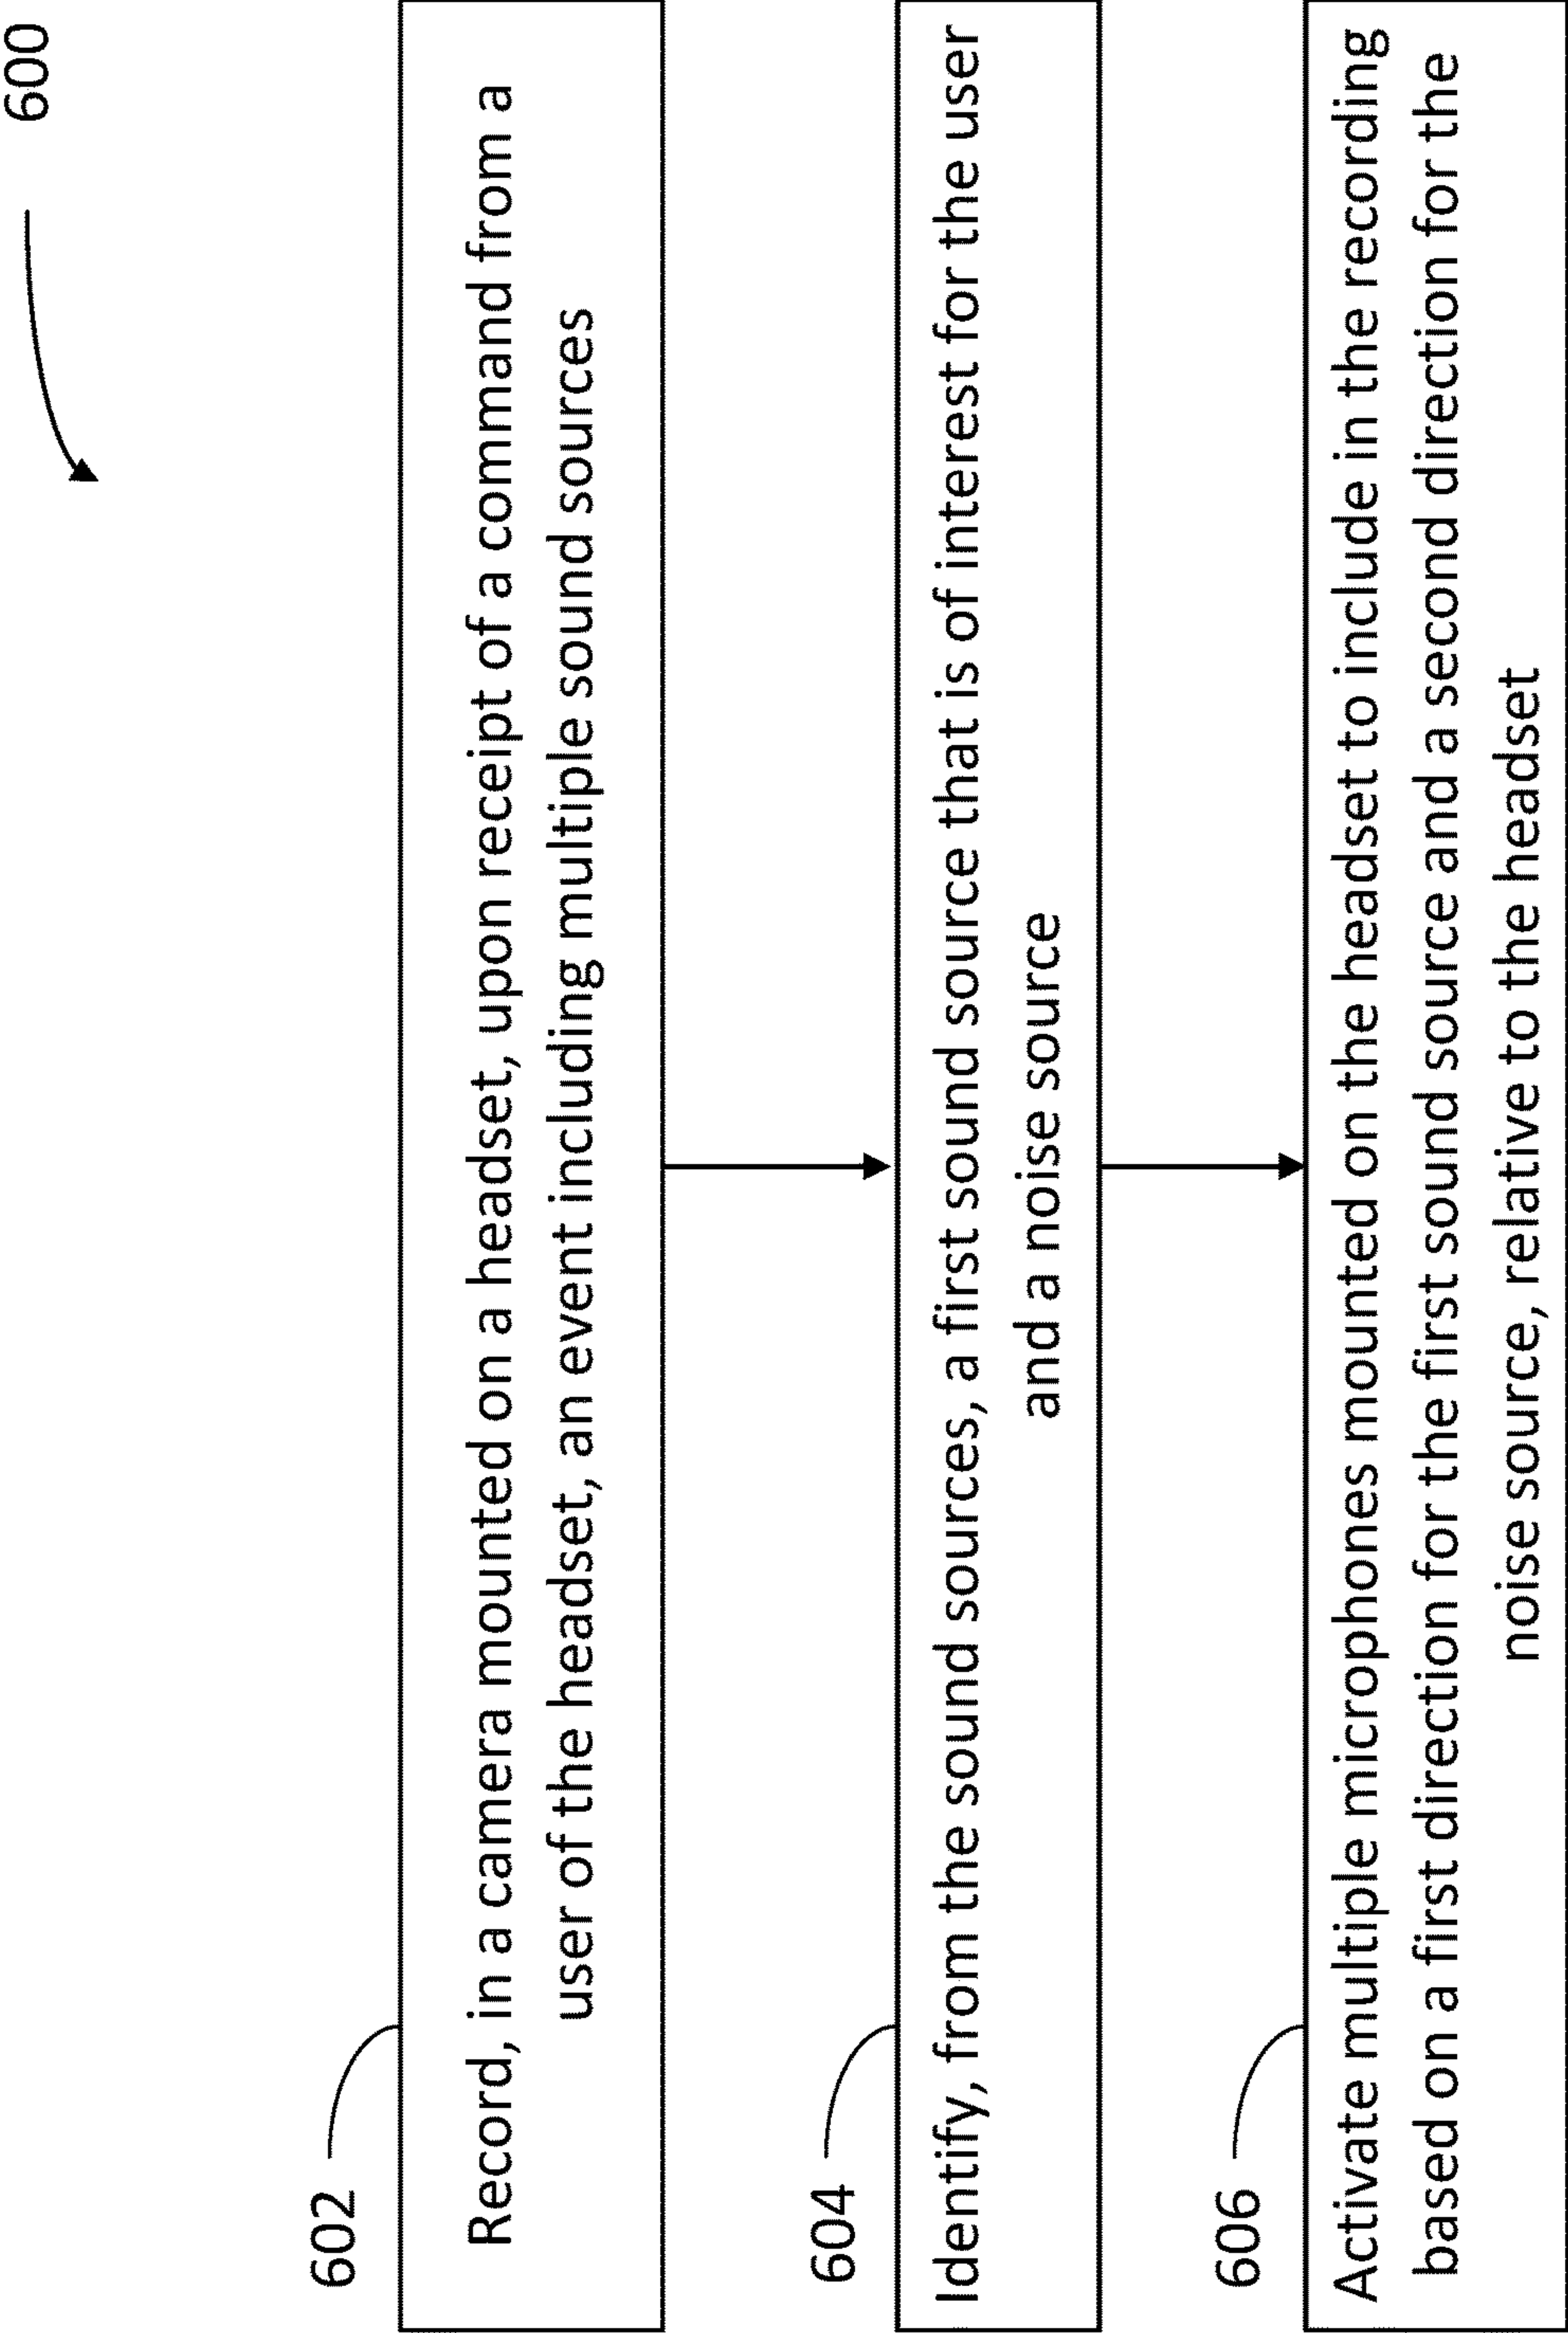 600
602
Record, in a camera mounted on a headset, upon receipt of a command from a
user of the headset, an event including multiple sound sources
604
Identify, from the sound sources, a first sound source that is of interest for the user
and a noise source
606
Activate multiple microphones mounted on the headset to include in the recording
based on a first direction for the first sound source and a second direction for the
noise source, relative to the headset